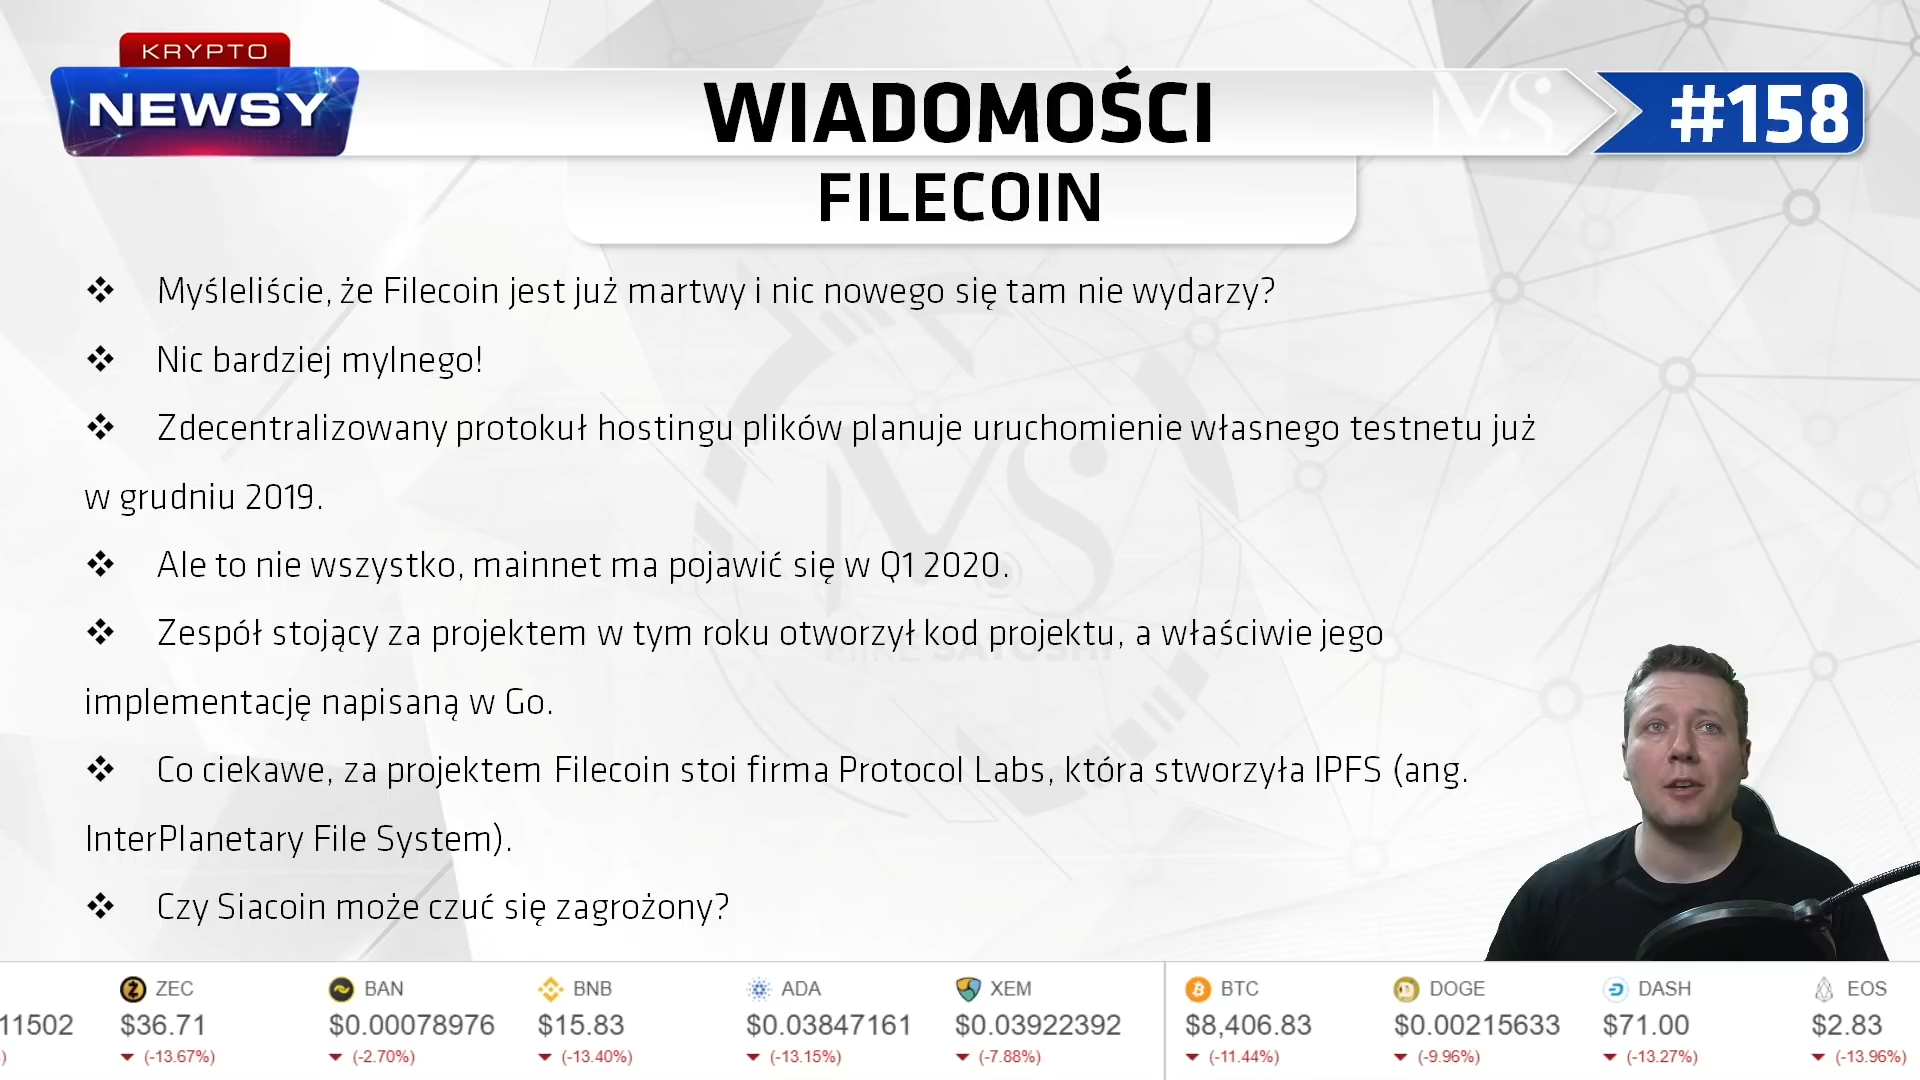 KRYPTO
NEWSY
WIADOMOŚCI
#158
FILECOIN
❖ Myśleliście, że Filecoin jest już martwy i nic nowego się tam nie wydarzy?
❖ Nic bardziej mylnego!
❖ Zdecentralizowany protokuł hostingu plików planuje uruchomienie własnego testnetu już
w grudniu 2019.
❖ Ale to nie wszystko, mainnet ma pojawić się w Q1 2020.
❖ Zespół stojący za projektem w tym roku otworzył kod projektu, a właściwie jego
implementację napisaną w Go.
❖ Co ciekawe, za projektem Filecoin stoi firma Protocol Labs, która stworzyła IPFS (ang.
InterPlanetary File System).
❖ Czy Siacoin może czuć się zagrożony?
MIKE SATOSHI
ZEC BAN BNB ADA XEM BTC DOGE DASH EOS
11502 $36.71 $0.00078976 $15.83 $0.03847161 $0.03922392 $8,406.83 $0.00215633 $71.00 $2.83
) (-13.67%) (-2.70%) (-13.40%) (-13.15%) (-7.88%) (-11.44%) (-9.96%) (-13.27%) (-13.96%)